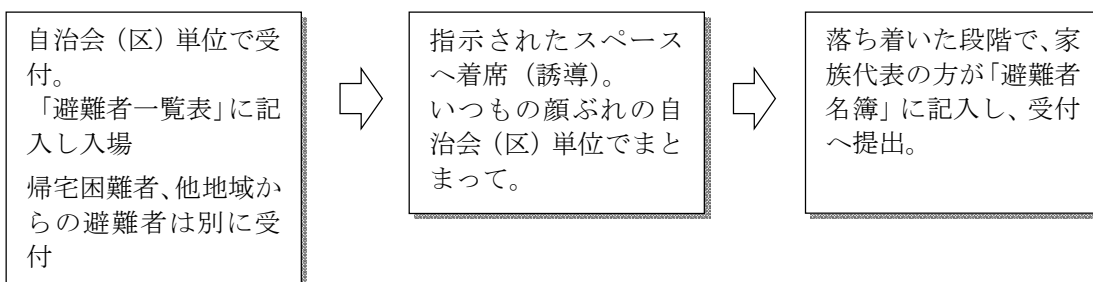 自治会（区）単位で受
付。
「避難者一覧表」に記
入し入場
帰宅困難者、他地域か
らの避難者は別に受
付
指示されたスペース
へ着席（誘導）。
いつもの顔ぶれの自
治会（区）単位でまと
まって。
落ち着いた段階で、家
族代表の方が「避難者
名簿」に記入し、受付
へ提出。